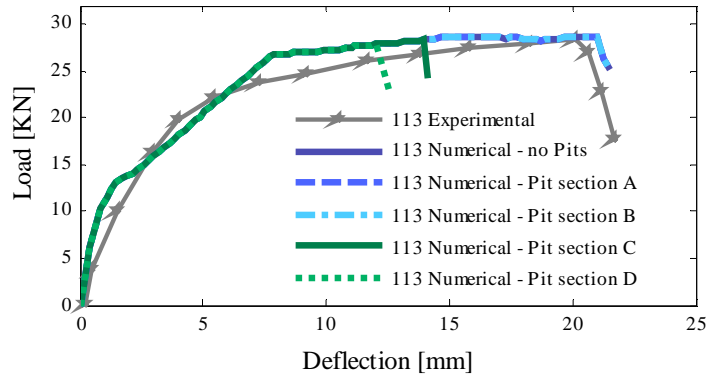 30
25
20
15
10
5
0
Load [KN]
113 Experimental
113 Numerical - no Pits
113 Numerical - Pit section A
113 Numerical - Pit section B
113 Numerical - Pit section C
113 Numerical - Pit section D
0 5 10 15 20 25
Deflection [mm]